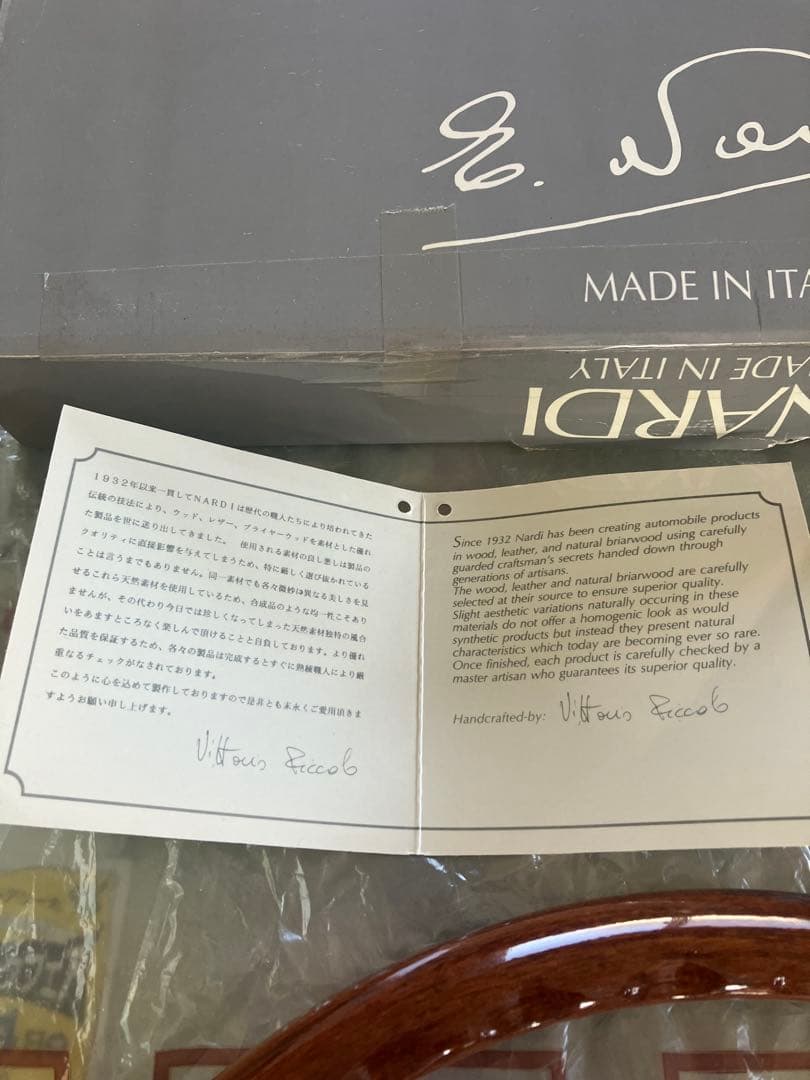 E. Nar
MADE IN ITA
MADE IN ITALY
NARDI
1932年以来一貫してNARDIは歴代の職人たちにより培われてきた
伝統の技法により、ウッド、レザー、ブライヤーウッドを素材とした優れ
た製品を世に送り出してきました。 使用される素材の良し悪しは製品の
クオリティに直接影響を与えてしまうため、特に厳しく選び抜かれている
ことは言うまでもありません。同一素材でも各々微妙に異なる美しさを見
せるこれら天然素材を使用しているため、合成品のような均一性こそあり
ませんが、その代わり今日では珍しくなってしまった天然素材独特の風合
いをあますところなく楽しんで頂けることと自負しております。より優れ
た品質を保証するため、各々の製品は完成するとすぐに熟練職人により厳
重なるチェックがなされております。
このように心を込めて製作しておりますので是非とも末永くご愛用頂きま
すようお願い申し上げます。
Vittorio Riccolo
Since 1932 Nardi has been creating automobile products
in wood, leather, and natural briarwood using carefully
guarded craftsman's secrets handed down through
generations of artisans.
The wood, leather and natural briarwood are carefully
selected at their source to ensure superior quality.
Slight aesthetic variations naturally occuring in these
materials do not offer a homogenic look as would
synthetic products but instead they present natural
characteristics which today are becoming ever so rare.
Once finished, each product is carefully checked by a
master artisan who guarantees its superior quality.
Handcrafted-by: Vittorio Riccolo